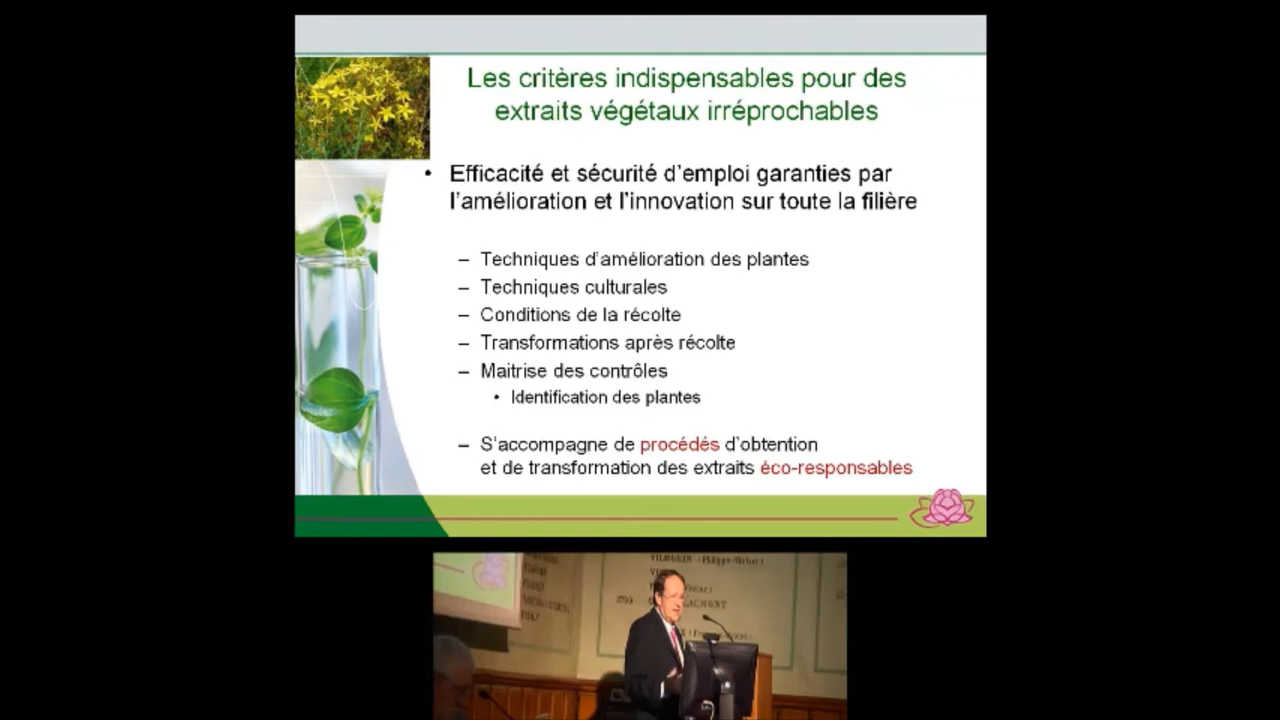 Les critères indispensables pour des
extraits végétaux irréprochables
• Efficacité et sécurité d'emploi garanties par
l'amélioration et l'innovation sur toute la filière
– Techniques d'amélioration des plantes
– Techniques culturales
– Conditions de la récolte
– Transformations après récolte
– Maitrise des contrôles
• Identification des plantes
– S'accompagne de procédés d'obtention
et de transformation des extraits éco-responsables